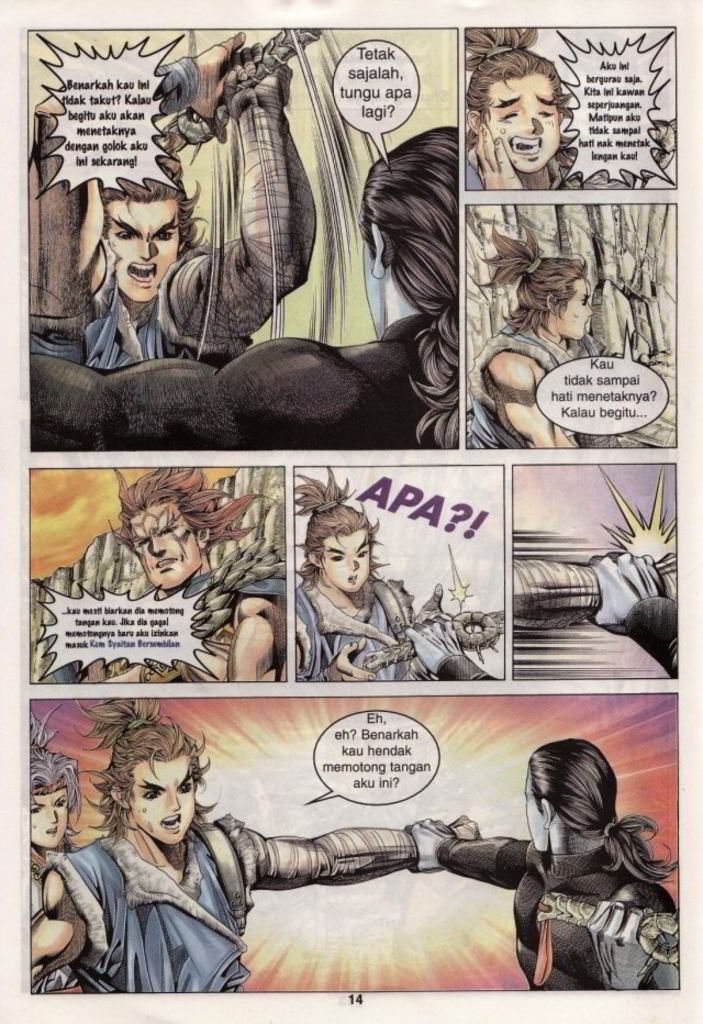 Benarkah kau ini
tidak takut? Kalau
begitu aku akan
menetaknya
dengan golok aku
ini sekarang!
Tetak
sajalah,
tungu apa
lagi?
Aku ini
bergurau saja.
Kita ini kawan
seperjuangan.
Matipun aku
tidak sampai
hati nak menetak
lengan kau!
Kau
tidak sampai
hati menetaknya?
Kalau begitu...
...kau mesti biarkan dia memotong
tangan kau. Jika dia gagal
memotongnya baru aku izinkan
masuk Kem Syaitan Bersembilan
APA?!
Eh,
eh? Benarkah
kau hendak
memotong tangan
aku ini?
14